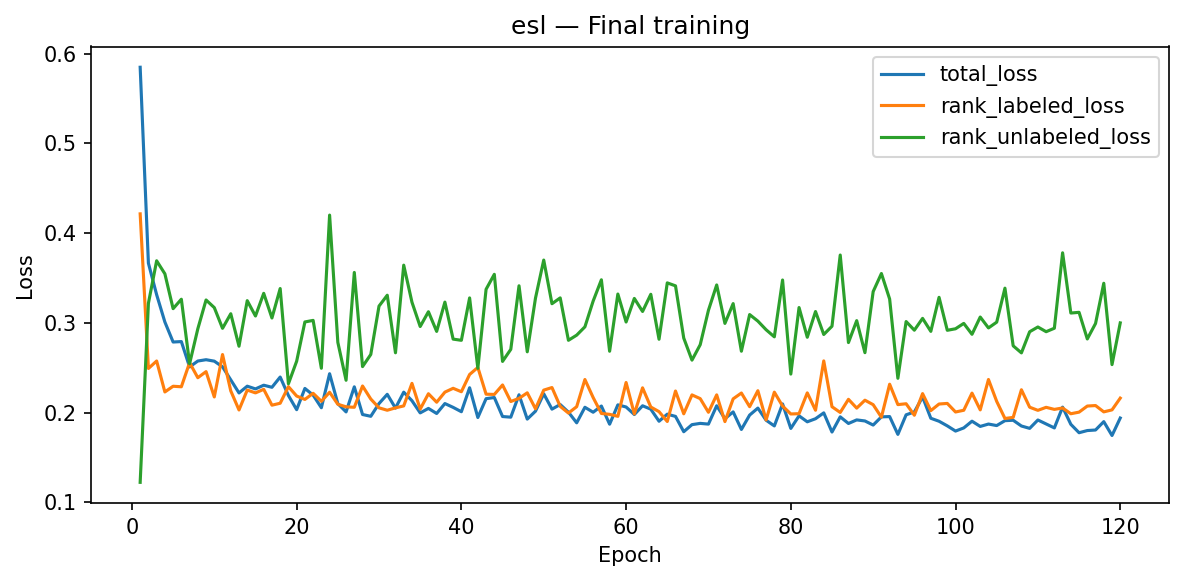 esl — Final training
total_loss
rank_labeled_loss
rank_unlabeled_loss
Loss
0.6
0.5
0.4
0.3
0.2
0.1
0 20 40 60 80 100 120
Epoch